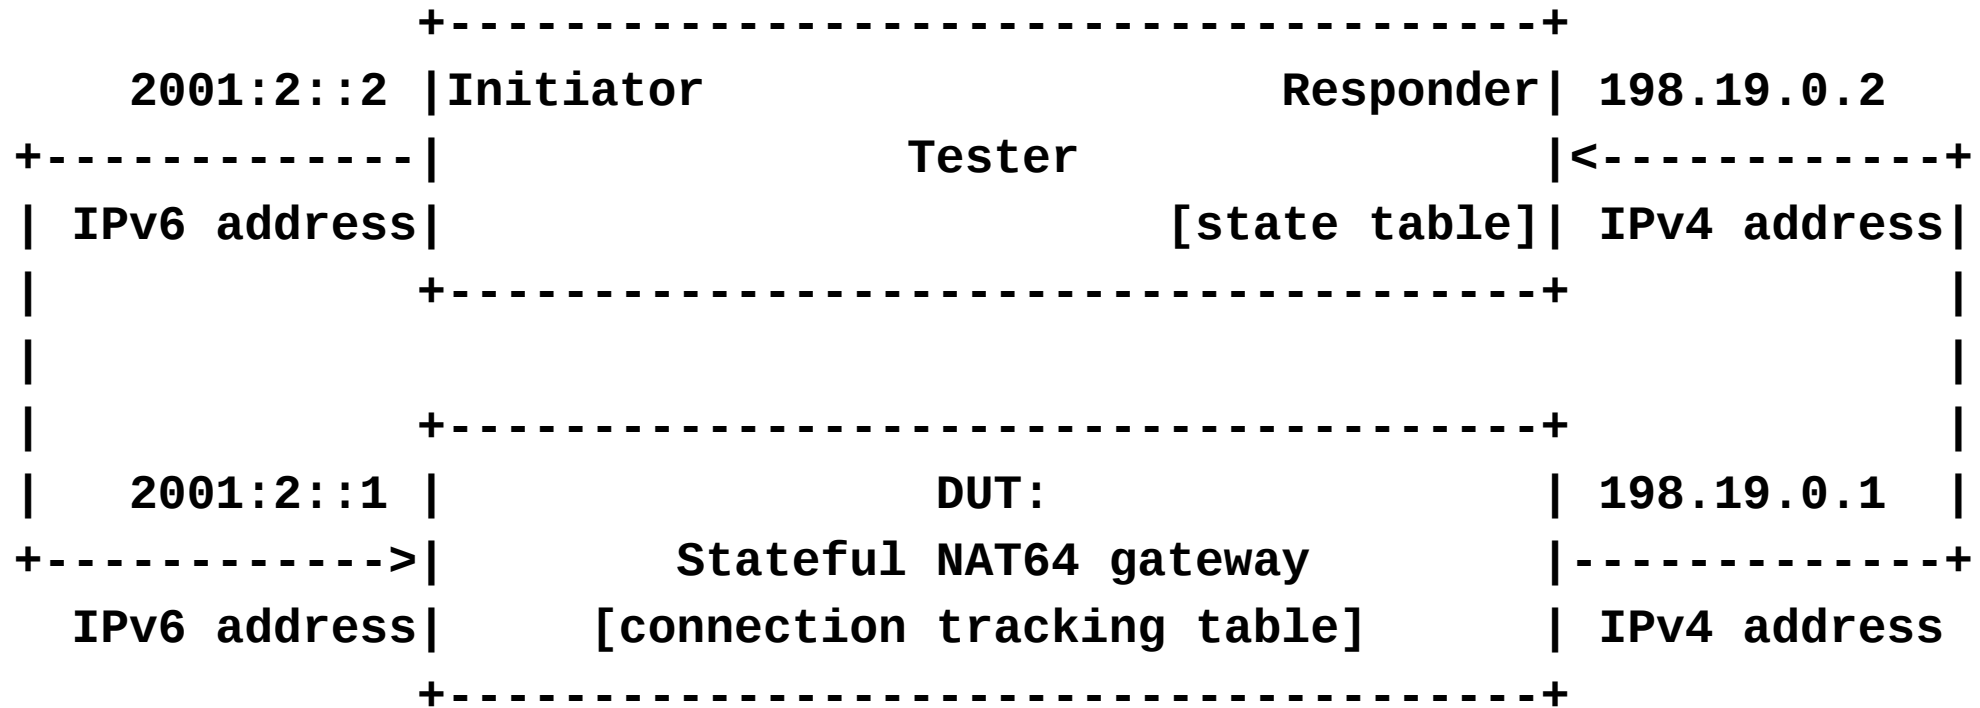 +--------------------------------------+
    2001:2::2 |Initiator                    Responder| 198.19.0.2
+-------------|                Tester                |<------------+
| IPv6 address|                         [state table]| IPv4 address|
|             +--------------------------------------+             |
|                                                                  |
|             +--------------------------------------+             |
|   2001:2::1 |                 DUT:                 | 198.19.0.1  |
+------------>|        Stateful NAT64 gateway        |-------------+
  IPv6 address|     [connection tracking table]      | IPv4 address
              +--------------------------------------+